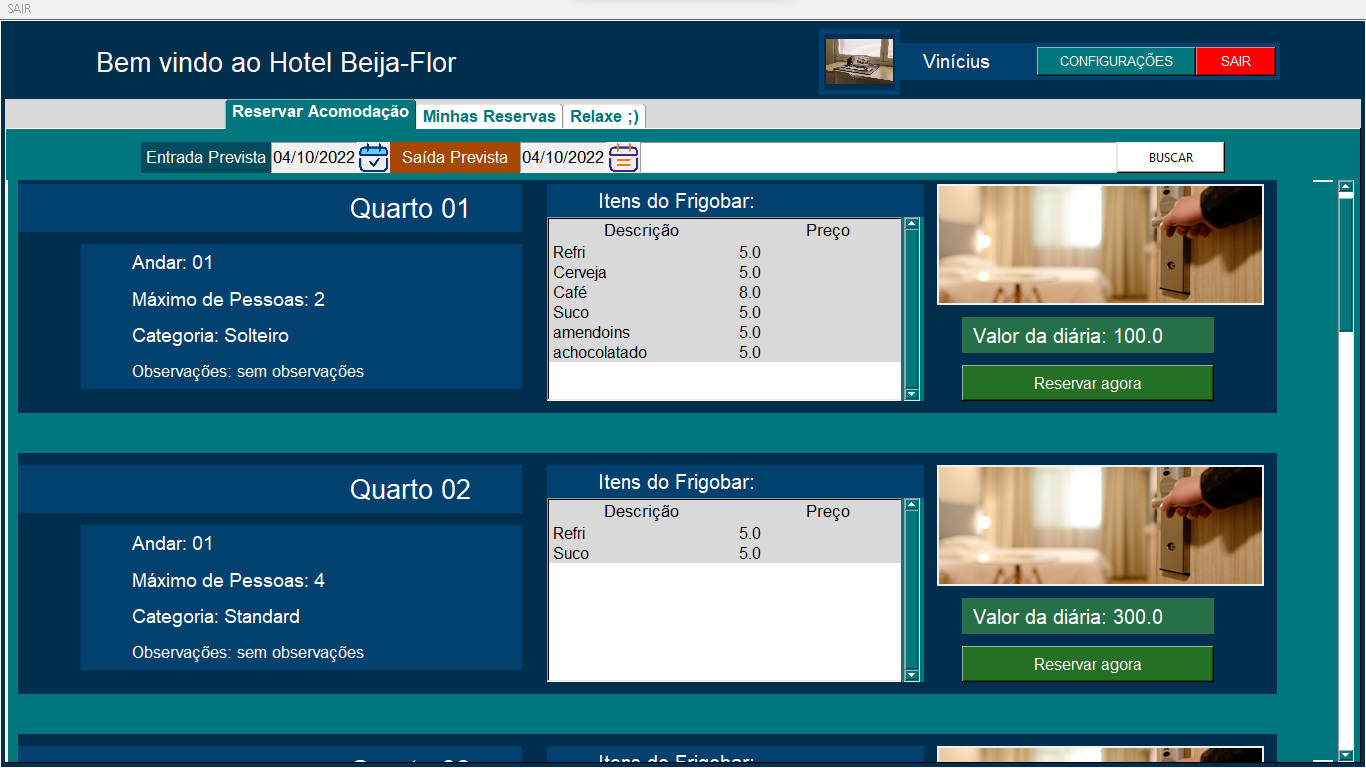 SAIR
Bem vindo ao Hotel Beija-Flor
Vinícius
CONFIGURAÇÕES
SAIR
Reservar Acomodação
Minhas Reservas
Relaxe ;)
Entrada Prevista
04/10/2022
Saída Prevista
04/10/2022
BUSCAR
Quarto 01
Andar: 01
Máximo de Pessoas: 2
Categoria: Solteiro
Observações: sem observações
Itens do Frigobar:
Descrição Preço
Refri 5.0
Cerveja 5.0
Café 8.0
Suco 5.0
amendoins 5.0
achocolatado 5.0
Valor da diária: 100.0
Reservar agora
Quarto 02
Andar: 01
Máximo de Pessoas: 4
Categoria: Standard
Observações: sem observações
Itens do Frigobar:
Descrição Preço
Refri 5.0
Suco 5.0
Valor da diária: 300.0
Reservar agora
Itens do Frigobar: